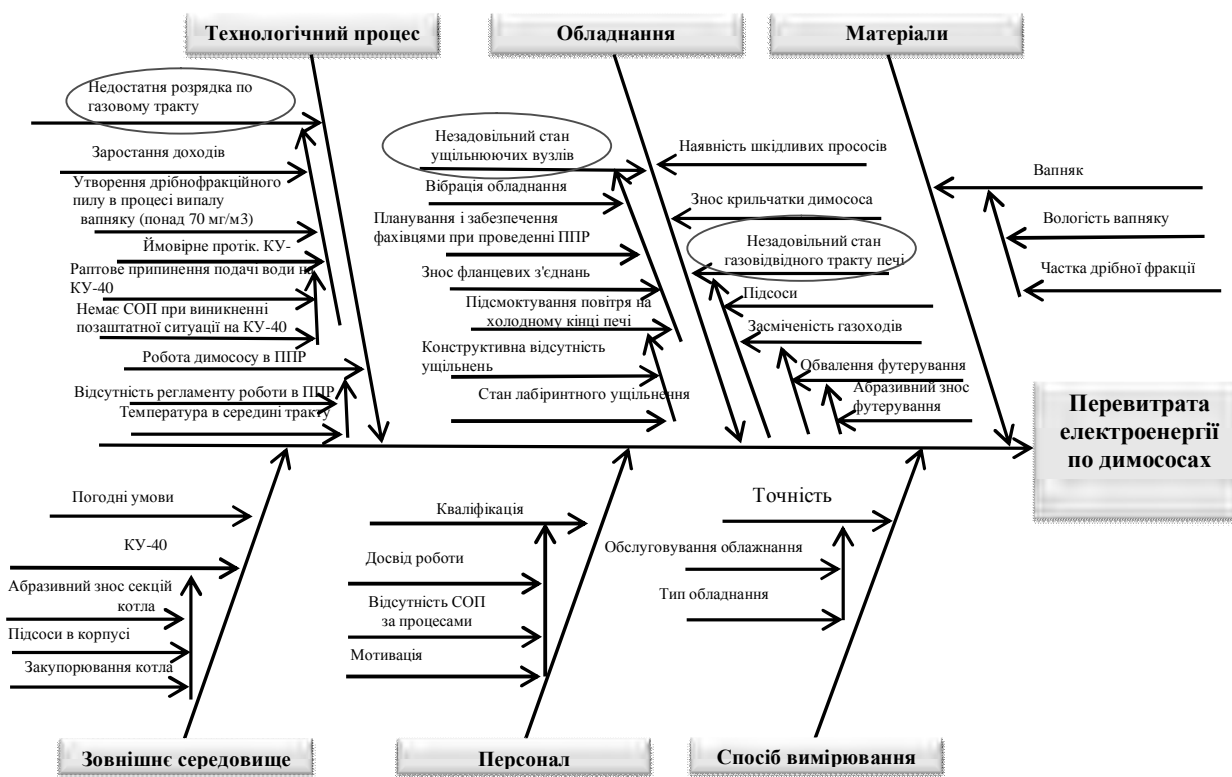 Технологічний процес
Обладнання
Матеріали
Недостатня розрядка по
газовому тракту
Заростання доходів
Утворення дрібнофракційного
пилу в процесі випалу
вапняку (понад 70 мг/м3)
Ймовірне протік. КУ-
Раптове припинення подачі води на
КУ-40
Немає СОП при виникненні
позаштатної ситуації на КУ-40
Робота димососу в ППР
Відсутність регламенту роботи в ППР
Температура в середині тракту
Незадовільний стан
ущільнюючих вузлів
Вібрація обладнання
Планування і забезпечення
фахівцями при проведенні ППР
Знос фланцевих з'єднань
Підсмоктування повітря на
холодному кінці печі
Конструктивна відсутність
ущільнень
Стан лабіринтного ущільнення
Наявність шкідливих прососів
Знос крильчатки димососа
Незадовільний стан
газовідвідного тракту печі
Підсоси
Засміченість газоходів
Обвалення футерування
Абразивний знос
футерування
Вапняк
Вологість вапняку
Частка дрібної фракції
Перевитрата
електроенергії
по димососах
Погодні умови
КУ-40
Абразивний знос секцій
котла
Підсоси в корпусі
Закупорювання котла
Кваліфікація
Досвід роботи
Відсутність СОП
за процесами
Мотивація
Точність
Обслуговування облажнання
Тип обладнання
Зовнішнє середовище
Персонал
Спосіб вимірювання